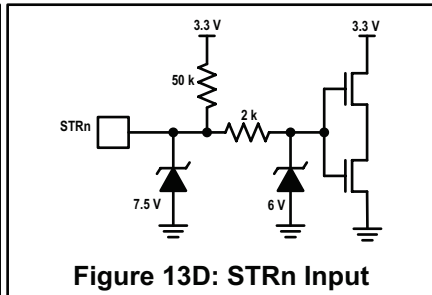 3.3 V
3.3 V
50 k
STRn
2 k
7.5 V
6 V
Figure 13D: STRn Input